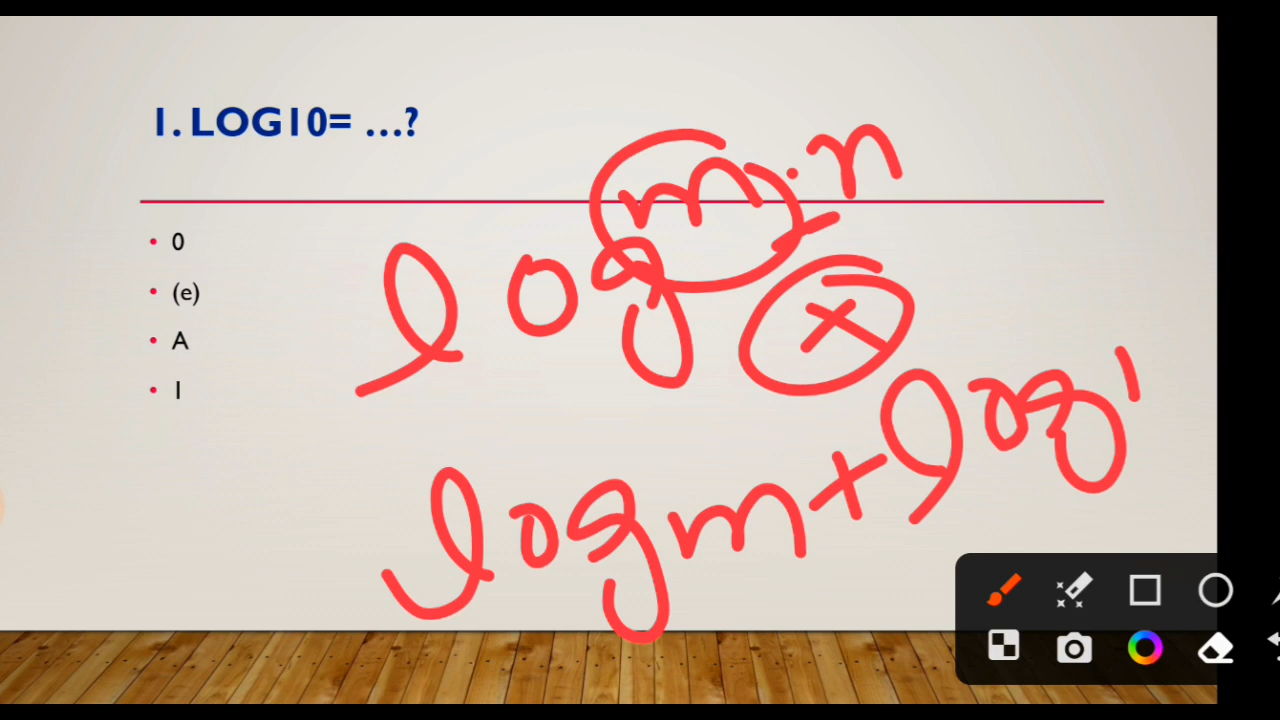 1. LOG10= ...?
• 0
• (e)
• A
• 1
log m.n
×
log m + log